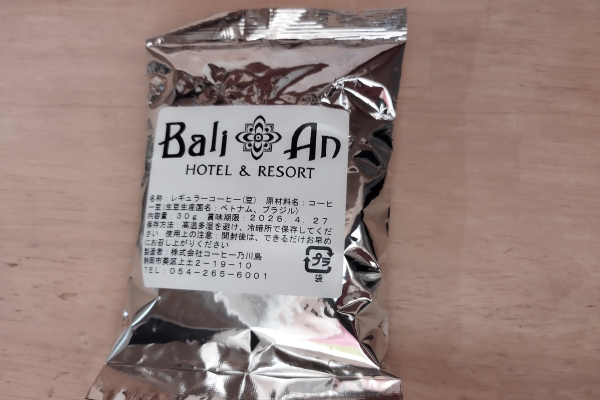 Bali An
HOTEL & RESORT
名称：レギュラーコーヒー（豆）　原材料名：コーヒ
ー豆（生豆生産国名：ベトナム、ブラジル）
内容量：30g　賞味期限：2026. 4. 27
保存方法：高温多湿を避け、冷暗所で保存してくだ
さい　使用上の注意：開封後は、できるだけお早め
にお召し上がりください
製造者：株式会社コーヒー乃川島
静岡市葵区上土2-19-10
TEL：054-265-6001
プラ
袋